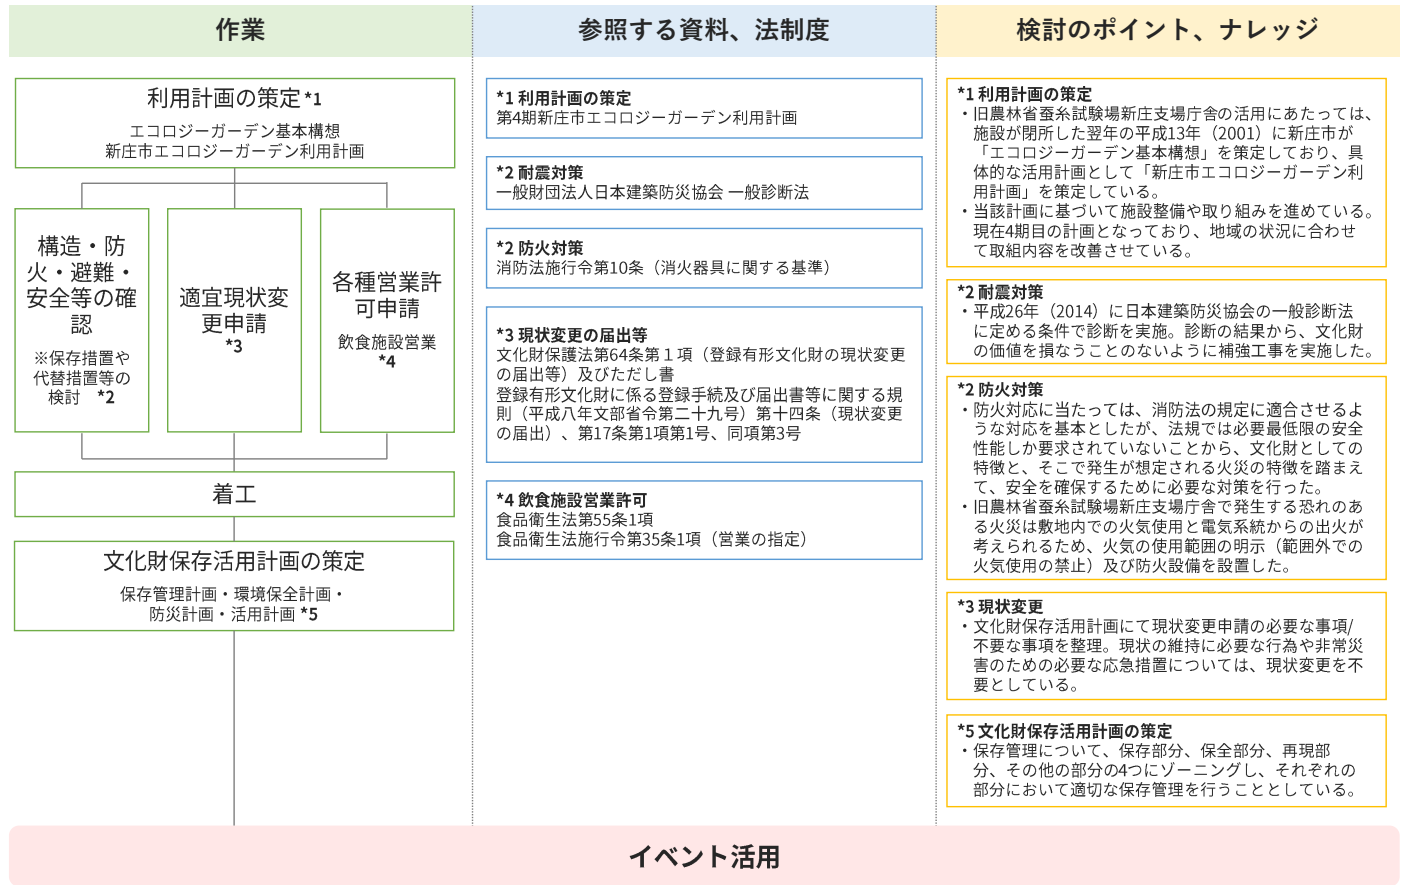 作業
利用計画の策定 *1
エコロジーガーデン基本構想
新庄市エコロジーガーデン利用計画
構造・防
火・避難・
安全等の確
認
※保存措置や
代替措置等の
検討 *2
適宜現状変
更申請
*3
各種営業許
可申請
飲食施設営業
*4
着工
文化財保存活用計画の策定
保存管理計画・環境保全計画・
防災計画・活用計画 *5
参照する資料、法制度
*1 利用計画の策定
第4期新庄市エコロジーガーデン利用計画
*2 耐震対策
一般財団法人日本建築防災協会 一般診断法
*2 防火対策
消防法施行令第10条（消火器具に関する基準）
*3 現状変更の届出等
文化財保護法第64条第１項（登録有形文化財の現状変更
の届出等）及びただし書
登録有形文化財に係る登録手続及び届出書等に関する規
則（平成八年文部省令第二十九号）第十四条（現状変更
の届出）、第17条第1項第1号、同項第3号
*4 飲食施設営業許可
食品衛生法第55条1項
食品衛生法施行令第35条1項（営業の指定）
検討のポイント、ナレッジ
*1 利用計画の策定
・旧農林省蚕糸試験場新庄支場庁舎の活用にあたっては、
施設が閉所した翌年の平成13年（2001）に新庄市が
「エコロジーガーデン基本構想」を策定しており、具
体的な活用計画として「新庄市エコロジーガーデン利
用計画」を策定している。
・当該計画に基づいて施設整備や取り組みを進めている。
現在4期目の計画となっており、地域の状況に合わせ
て取組内容を改善させている。
*2 耐震対策
・平成26年（2014）に日本建築防災協会の一般診断法
に定める条件で診断を実施。診断の結果から、文化財
の価値を損なうことのないように補強工事を実施した。
*2 防火対策
・防火対応に当たっては、消防法の規定に適合させるよ
うな対応を基本としたが、法規では必要最低限の安全
性能しか要求されていないことから、文化財としての
特徴と、そこで発生が想定される火災の特徴を踏まえ
て、安全を確保するために必要な対策を行った。
・旧農林省蚕糸試験場新庄支場庁舎で発生する恐れのあ
る火災は敷地内での火気使用と電気系統からの出火が
考えられるため、火気の使用範囲の明示（範囲外での
火気使用の禁止）及び防火設備を設置した。
*3 現状変更
・文化財保存活用計画にて現状変更申請の必要な事項/
不要な事項を整理。現状の維持に必要な行為や非常災
害のための必要な応急措置については、現状変更を不
要としている。
*5 文化財保存活用計画の策定
・保存管理について、保存部分、保全部分、再現部
分、その他の部分の4つにゾーニングし、それぞれの
部分において適切な保存管理を行うこととしている。
イベント活用